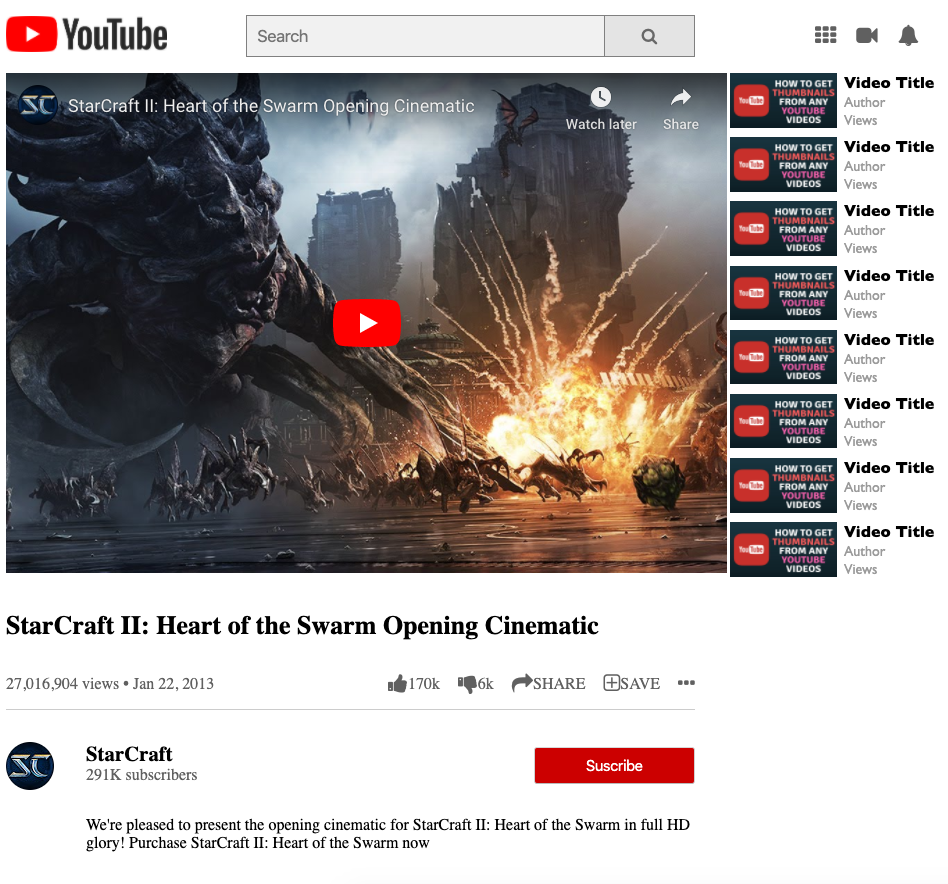 YouTube
Search
SC
StarCraft II: Heart of the Swarm Opening Cinematic
Watch later
Share
HOW TO GET
THUMBNAILS
FROM ANY
YOUTUBE
VIDEOS
YouTube
Video Title
Author
Views
HOW TO GET
THUMBNAILS
FROM ANY
YOUTUBE
VIDEOS
YouTube
Video Title
Author
Views
HOW TO GET
THUMBNAILS
FROM ANY
YOUTUBE
VIDEOS
YouTube
Video Title
Author
Views
HOW TO GET
THUMBNAILS
FROM ANY
YOUTUBE
VIDEOS
YouTube
Video Title
Author
Views
HOW TO GET
THUMBNAILS
FROM ANY
YOUTUBE
VIDEOS
YouTube
Video Title
Author
Views
HOW TO GET
THUMBNAILS
FROM ANY
YOUTUBE
VIDEOS
YouTube
Video Title
Author
Views
HOW TO GET
THUMBNAILS
FROM ANY
YOUTUBE
VIDEOS
YouTube
Video Title
Author
Views
HOW TO GET
THUMBNAILS
FROM ANY
YOUTUBE
VIDEOS
YouTube
Video Title
Author
Views
StarCraft II: Heart of the Swarm Opening Cinematic
27,016,904 views • Jan 22, 2013
170k
6k
SHARE
SAVE
SC
StarCraft
291K subscribers
Suscribe
We're pleased to present the opening cinematic for StarCraft II: Heart of the Swarm in full HD
glory! Purchase StarCraft II: Heart of the Swarm now